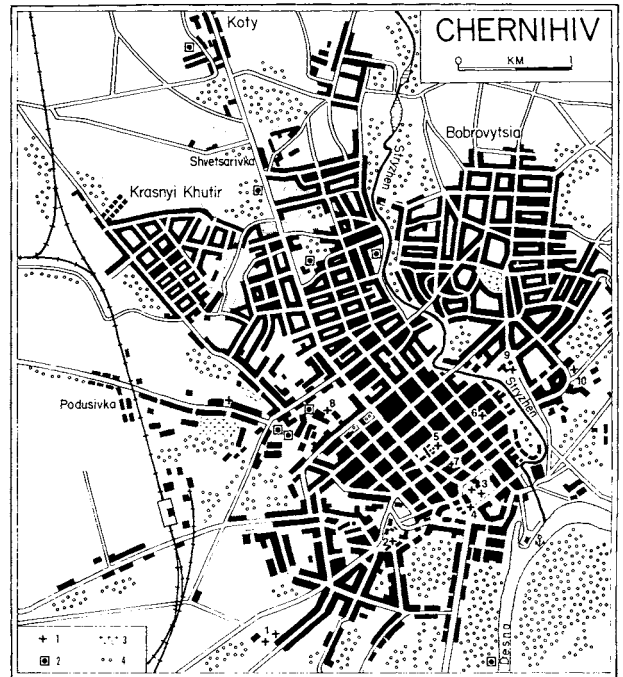 CHERNIHIV
0 KM 1
Koty
Stryzhen
Bobrovytsia
Shvetsarivka
Krasnyi Khutir
9
10
Stryzhen
Podusivka
8
6
5
7
3
2
1
Desna
1
2
3
4